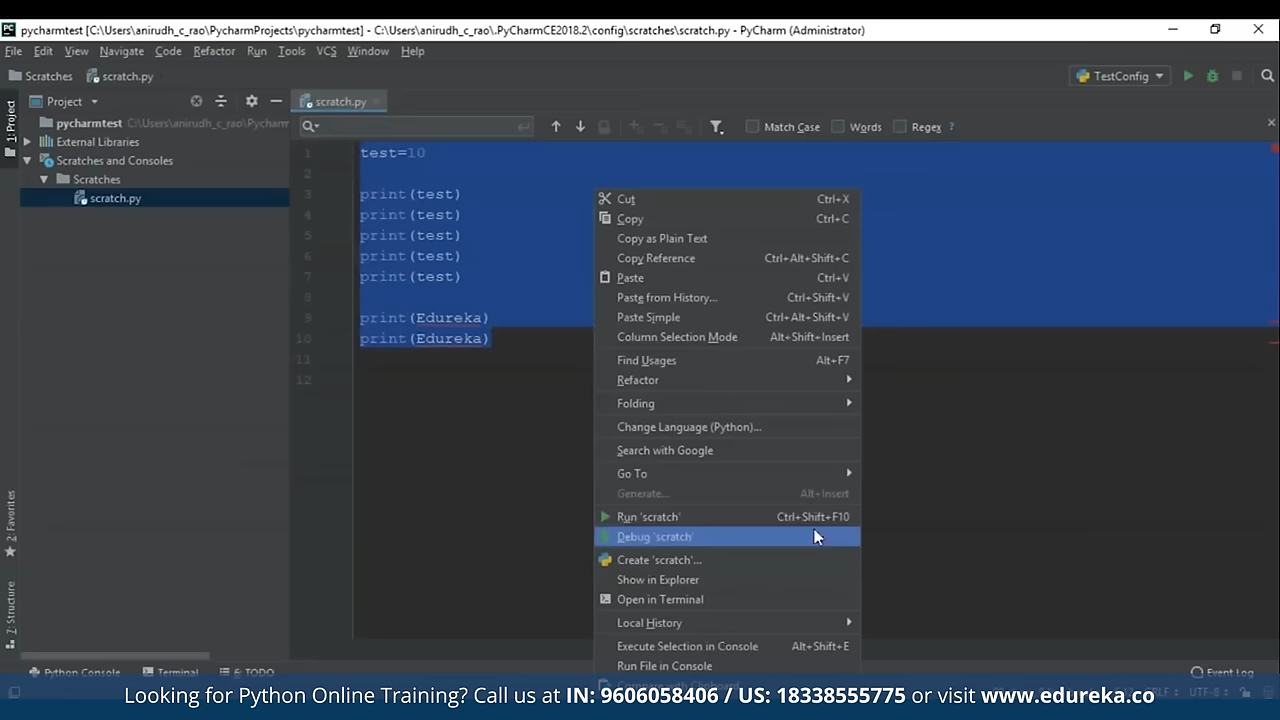 pycharmtest [C:\Users\anirudh_c_rao\PycharmProjects\pycharmtest] - C:\Users\anirudh_c_rao\.PyCharmCE2018.2\config\scratches\scratch.py - PyCharm (Administrator)
File Edit View Navigate Code Refactor Run Tools VCS Window Help
Scratches scratch.py TestConfig
Project scratch.py
1: Project
pycharmtest C:\Users\anirudh_c_rao\Pycharm
Match Case Words Regex ?
External Libraries
Scratches and Consoles
Scratches
scratch.py
1 test=10
2
3 print(test)
4 print(test)
5 print(test)
6 print(test)
7 print(test)
8
9 print(Edureka)
10 print(Edureka)
11
12
Cut Ctrl+X
Copy Ctrl+C
Copy as Plain Text
Copy Reference Ctrl+Alt+Shift+C
Paste Ctrl+V
Paste from History... Ctrl+Shift+V
Paste Simple Ctrl+Alt+Shift+V
Column Selection Mode Alt+Shift+Insert
Find Usages Alt+F7
Refactor
Folding
Change Language (Python)...
Search with Google
Go To
Generate... Alt+Insert
Run 'scratch' Ctrl+Shift+F10
Debug 'scratch'
Create 'scratch'...
Show in Explorer
Open in Terminal
Local History
Execute Selection in Console Alt+Shift+E
Run File in Console
Compare with Clipboard
2: Favorites
7: Structure
Python Console Terminal 6: TODO Event Log
UTF-8
Looking for Python Online Training? Call us at IN: 9606058406 / US: 18338555775 or visit www.edureka.co